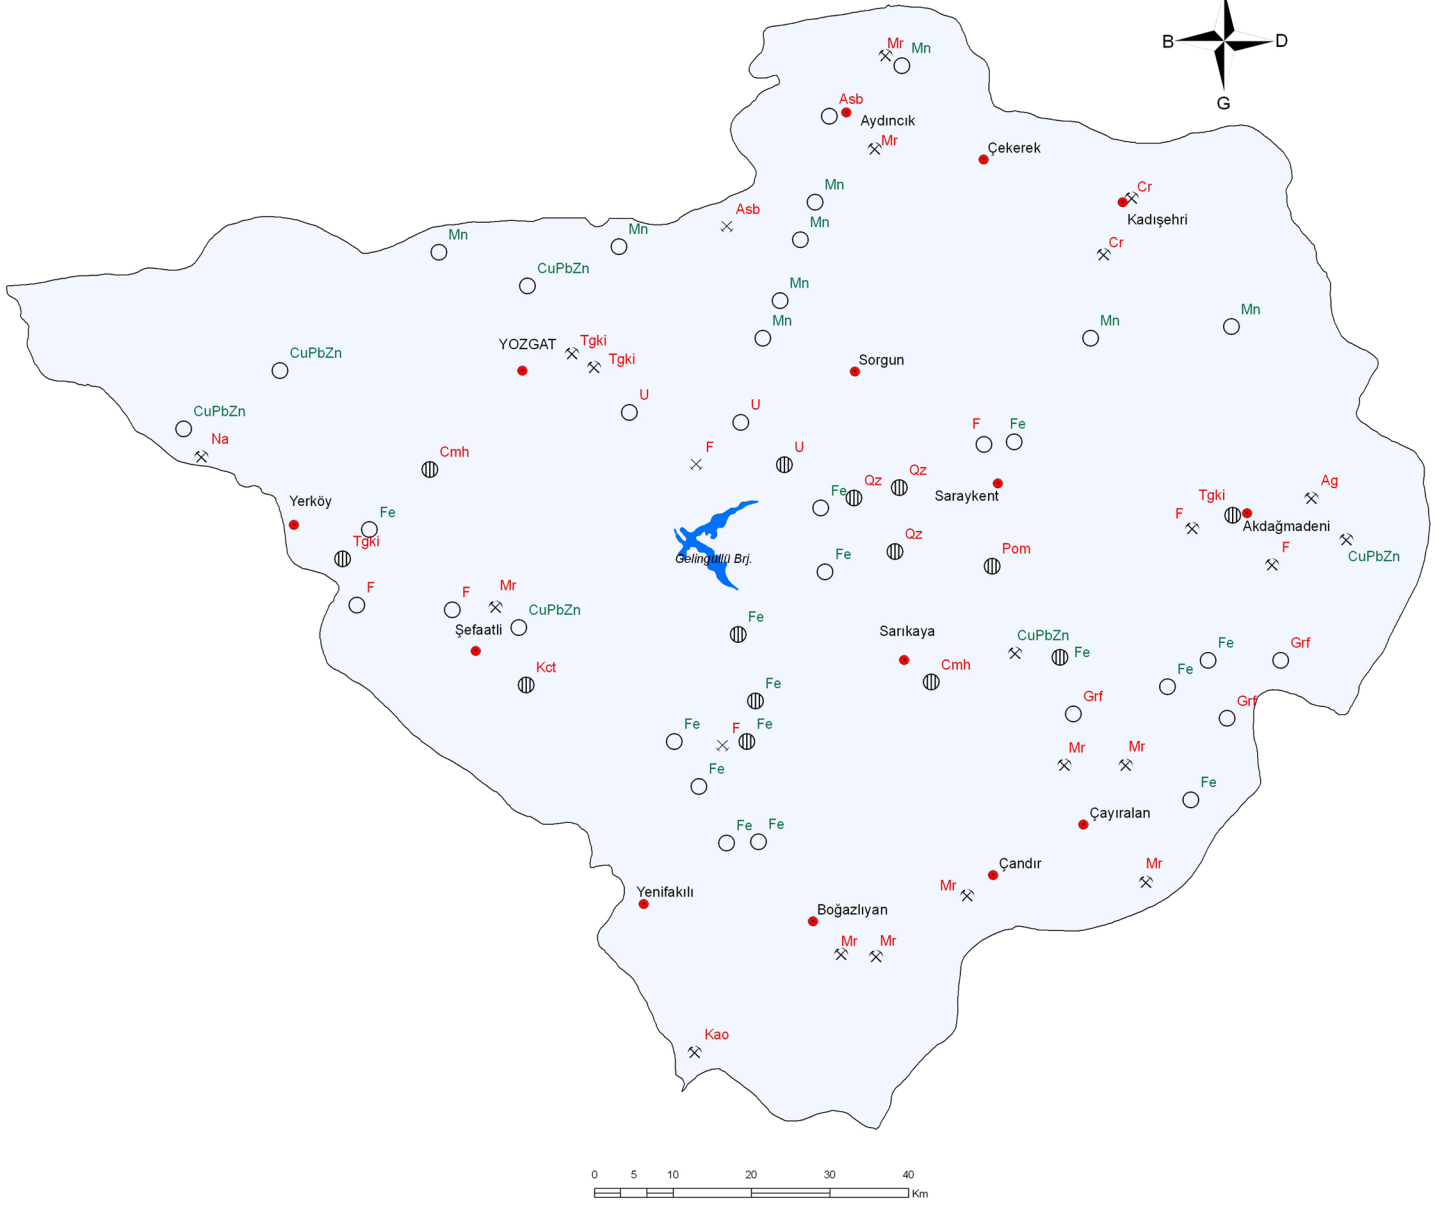 B
D
G
Mr
Mn
Asb
Aydıncık
Mr
Çekerek
Mn
Cr
Kadışehri
Asb
Mn
Cr
Mn
Mn
CuPbZn
Mn
Mn
Mn
Mn
YOZGAT
Tgki
Tgki
CuPbZn
Sorgun
CuPbZn
U
U
Na
Cmh
F
U
F
Fe
Yerköy
Fe
Qz
Qz
Saraykent
Ag
Tgki
Akdağmadeni
F
Fe
Tgki
Qz
Pom
F
CuPbZn
Gelingüllü Brj.
Fe
F
F
Mr
CuPbZn
Şefaatli
Fe
Sarıkaya
CuPbZn
Fe
Fe
Grf
Kct
Cmh
Fe
Fe
Grf
Grf
Fe
F
Fe
Mr
Mr
Fe
Fe
Çayıralan
Fe
Fe
Çandır
Mr
Mr
Yenifakılı
Boğazlıyan
Mr
Mr
Kao
0 5 10 20 30 40
Km